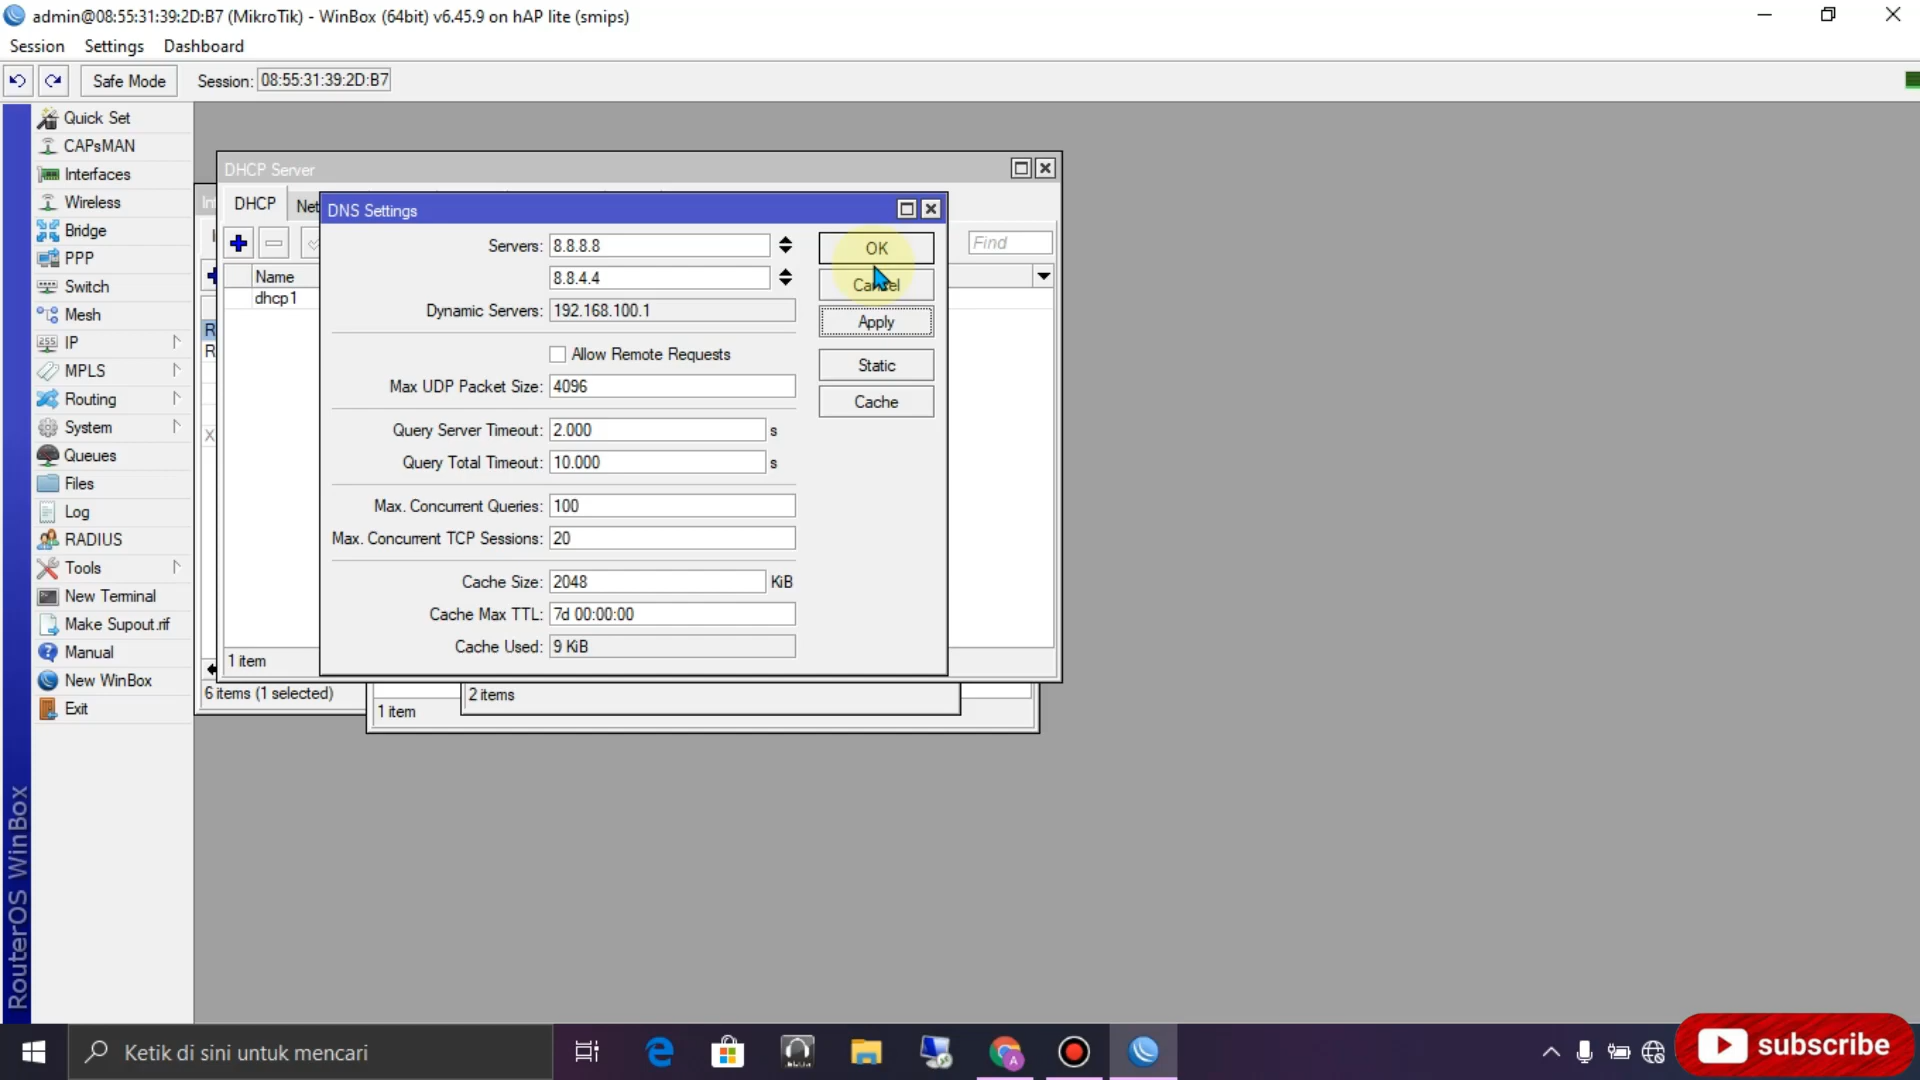 admin@08:55:31:39:2D:B7 (MikroTik) - WinBox (64bit) v6.45.9 on hAP lite (smips)
Session Settings Dashboard
Safe Mode Session: 08:55:31:39:2D:B7
Quick Set
CAPsMAN
Interfaces
Wireless
Bridge
PPP
Switch
Mesh
IP
MPLS
Routing
System
Queues
Files
Log
RADIUS
Tools
New Terminal
Make Supout.rif
Manual
New WinBox
Exit
RouterOS WinBox
DHCP Server
DHCP Net
Find
Name
dhcp1
1 item
DNS Settings
Servers: 8.8.8.8
8.8.4.4
Dynamic Servers: 192.168.100.1
Allow Remote Requests
Max UDP Packet Size: 4096
Query Server Timeout: 2.000 s
Query Total Timeout: 10.000 s
Max. Concurrent Queries: 100
Max. Concurrent TCP Sessions: 20
Cache Size: 2048 KiB
Cache Max TTL: 7d 00:00:00
Cache Used: 9 KiB
OK
Cancel
Apply
Static
Cache
R
R
X
6 items (1 selected)
2 items
1 item
Ketik di sini untuk mencari
subscribe